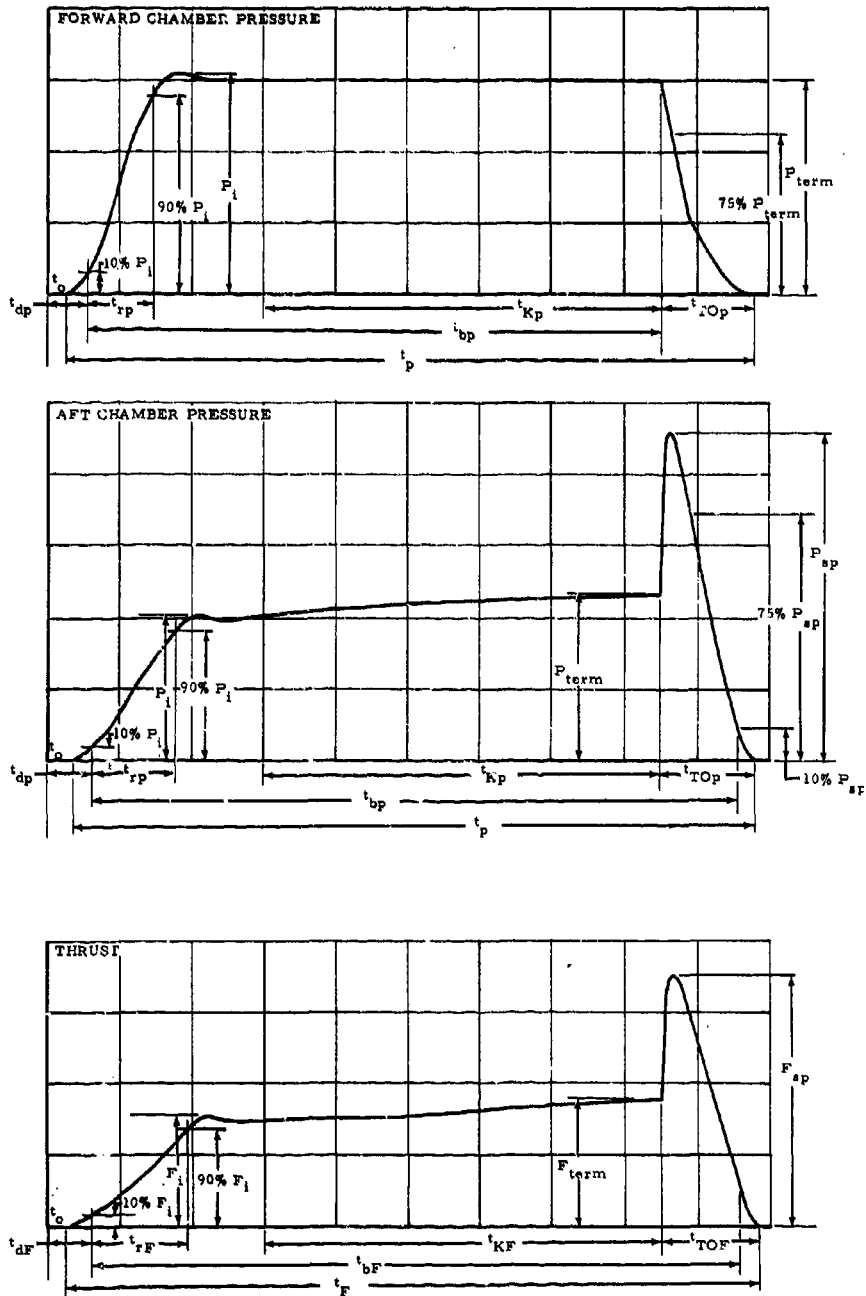 FORWARD CHAMBER PRESSURE
P_i
90% P_i
10% P_i
75% P_term
P_term
t_o
t_dp
t_rp
t_Kp
t_TOp
t_bp
t_p
AFT CHAMBER PRESSURE
P_i
90% P_i
10% P_i
P_term
75% P_sp
P_sp
t_o
t_dp
t_rp
t_Kp
t_TOp
10% P_sp
t_bp
t_p
THRUST
F_i
90% F_i
10% F_i
F_term
F_sp
t_o
t_dF
t_rF
t_KF
t_TOF
t_bF
t_F